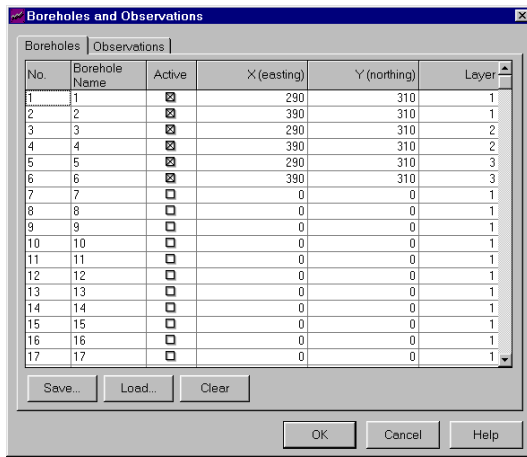 Boreholes and Observations
Boreholes Observations
No. Borehole Name Active X (easting) Y (northing) Layer
1 1 290 310 1
2 2 390 310 1
3 3 290 310 2
4 4 390 310 2
5 5 290 310 3
6 6 390 310 3
7 7 0 0 1
8 8 0 0 1
9 9 0 0 1
10 10 0 0 1
11 11 0 0 1
12 12 0 0 1
13 13 0 0 1
14 14 0 0 1
15 15 0 0 1
16 16 0 0 1
17 17 0 0 1
Save... Load... Clear
OK Cancel Help